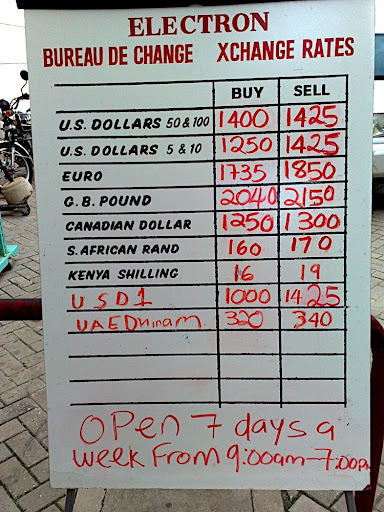 ELECTRON
BUREAU DE CHANGE XCHANGE RATES
BUY SELL
U.S. DOLLARS 50 & 100 1400 1425
U.S. DOLLARS 5 & 10 1250 1425
EURO 1735 1850
G.B. POUND 2040 2150
CANADIAN DOLLAR 1250 1300
S. AFRICAN RAND 160 170
KENYA SHILLING 16 19
USD1 1000 1425
UAE Dhiram 320 340
OPen 7 days a
week From 9:00am-7:00pm